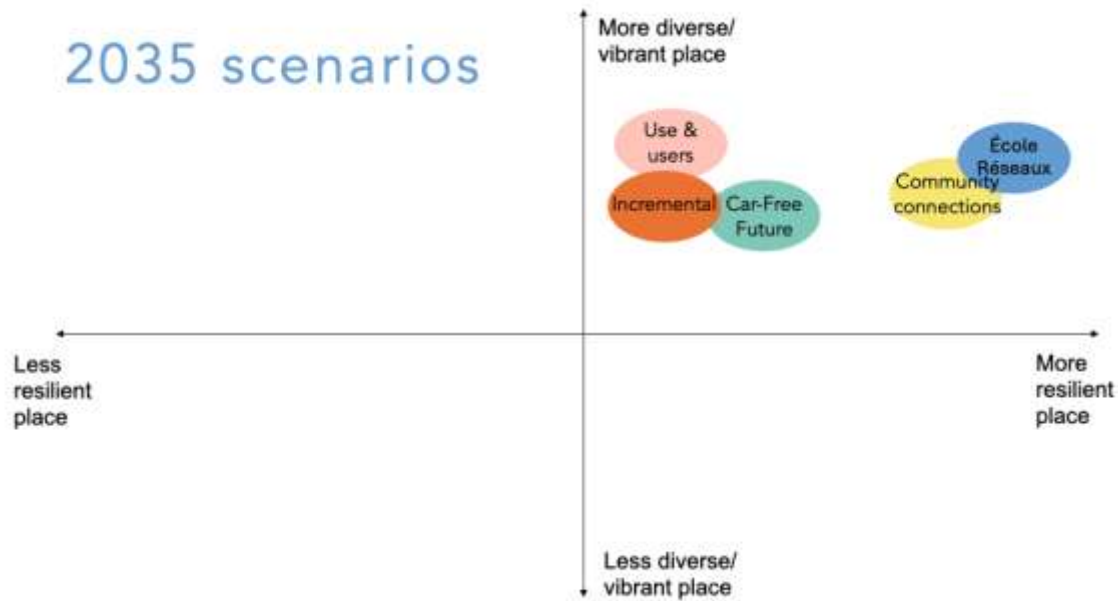 2035 scenarios
More diverse/
vibrant place
Use &
users
Incremental
Car-Free
Future
Community
connections
École
Réseaux
Less
resilient
place
More
resilient
place
Less diverse/
vibrant place